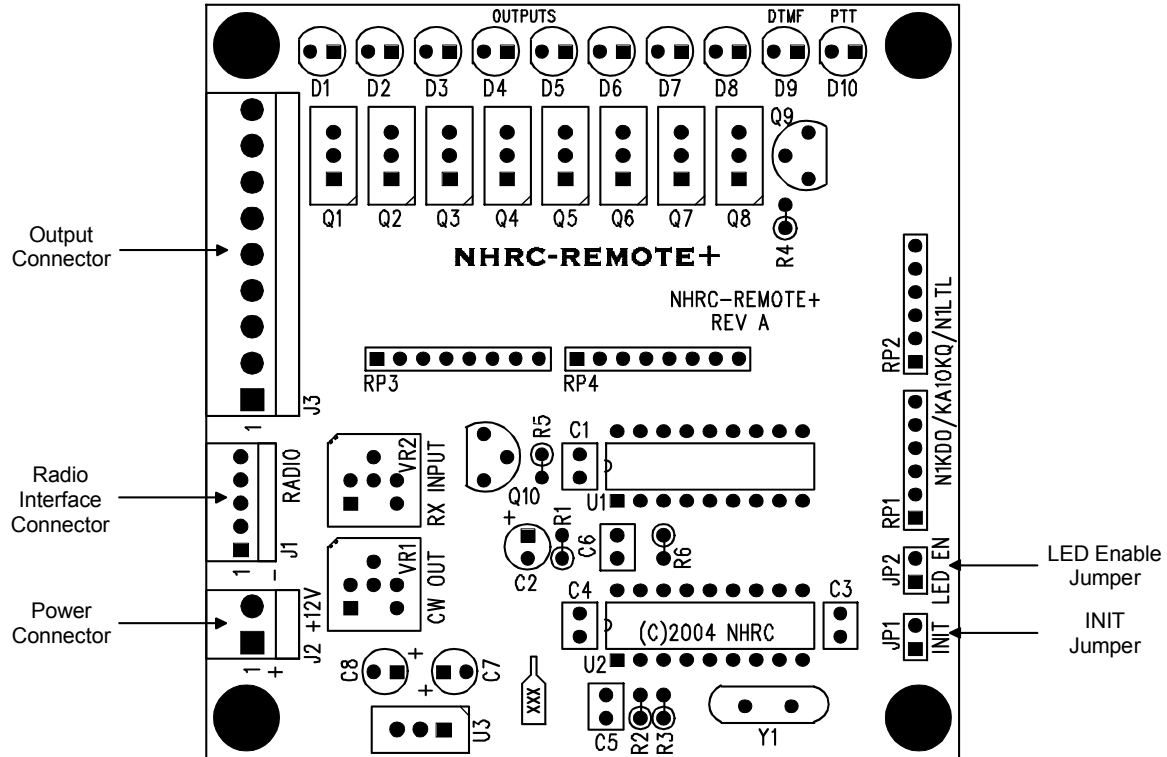 OUTPUTS DTMF PTT
D1 D2 D3 D4 D5 D6 D7 D8 D9 D10
Q9
Q1 Q2 Q3 Q4 Q5 Q6 Q7 Q8
R4
Output
Connector
NHRC-REMOTE+
NHRC-REMOTE+
REV A
RP3 RP4
RP2
N1KDO/KA1OKQ/N1LTL
J3
1
Radio
Interface
Connector
RADIO
J1
1
-
VR2
RX INPUT
Q10
R5
C1
U1
RP1
+
C2
R1
C6
R6
JP2
LED EN
LED Enable
Jumper
VR1
CW OUT
Power
Connector
+12V
J2
1
+
C4
(C)2004 NHRC
C3
U2
JP1
INIT
INIT
Jumper
C8
+
+
C7
XXX
U3
C5
R2
R3
Y1